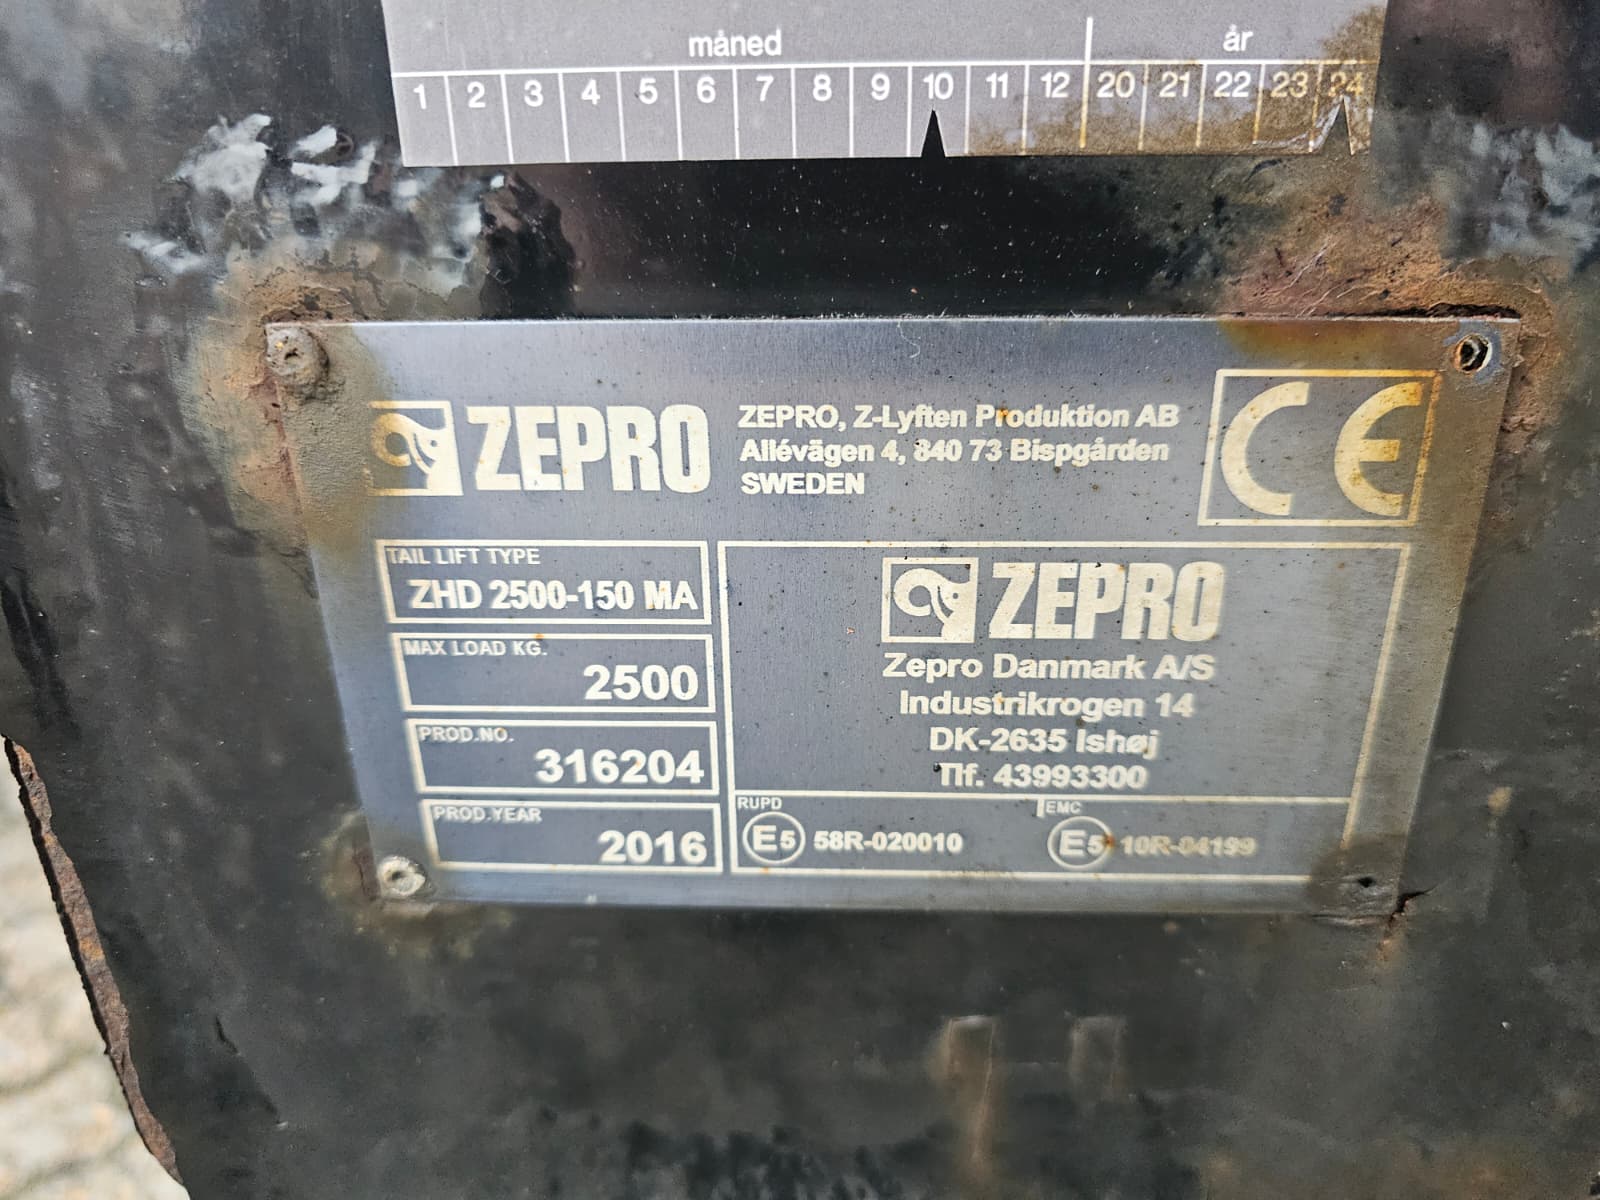 måned år
1 2 3 4 5 6 7 8 9 10 11 12 20 21 22 23 24
ZEPRO
ZEPRO, Z-Lyften Produktion AB
Allévägen 4, 840 73 Bispgården
SWEDEN
CE
TAIL LIFT TYPE
ZHD 2500-150 MA
MAX LOAD KG.
2500
PROD.NO.
316204
PROD.YEAR
2016
ZEPRO
Zepro Danmark A/S
Industrikrogen 14
DK-2635 Ishøj
Tlf. 43993300
RUPD
E5 58R-020010
EMC
E5 10R-04199